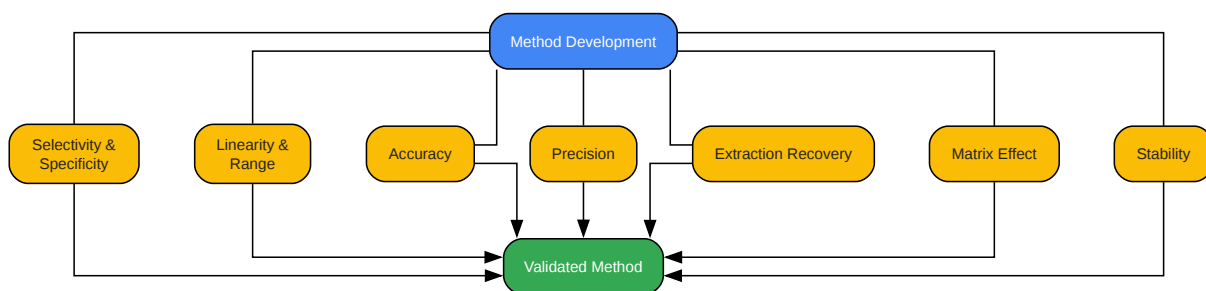 Method Development
Selectivity &
Specificity
Linearity &
Range
Accuracy
Precision
Extraction Recovery
Matrix Effect
Stability
Validated Method